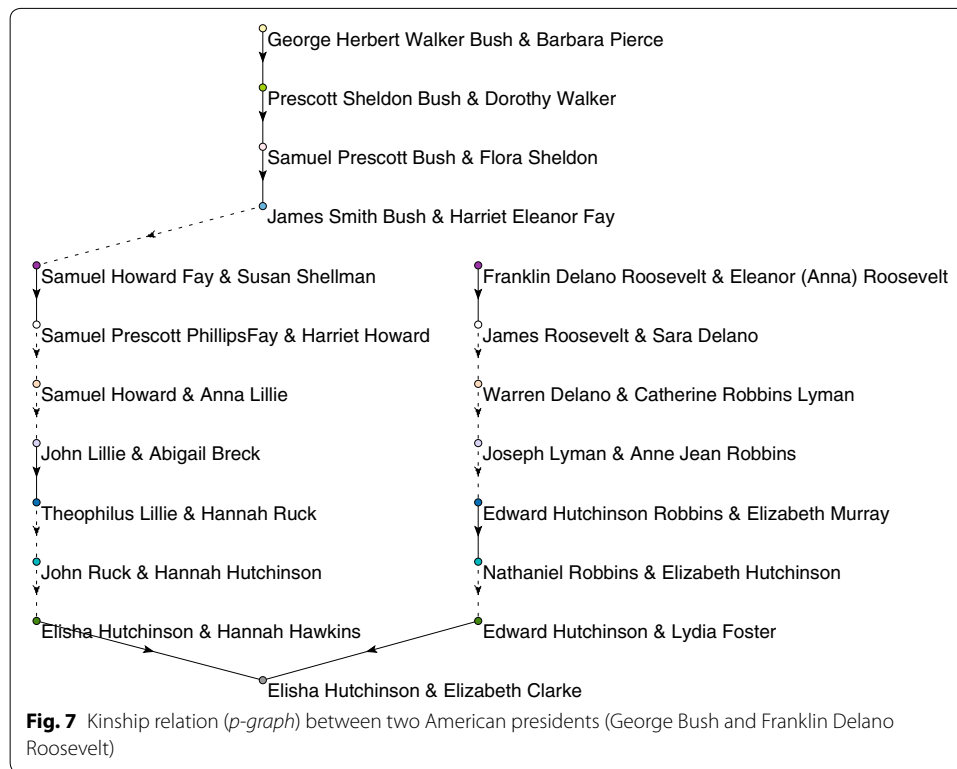 George Herbert Walker Bush & Barbara Pierce
Prescott Sheldon Bush & Dorothy Walker
Samuel Prescott Bush & Flora Sheldon
James Smith Bush & Harriet Eleanor Fay
Samuel Howard Fay & Susan Shellman
Franklin Delano Roosevelt & Eleanor (Anna) Roosevelt
Samuel Prescott PhillipsFay & Harriet Howard
James Roosevelt & Sara Delano
Samuel Howard & Anna Lillie
Warren Delano & Catherine Robbins Lyman
John Lillie & Abigail Breck
Joseph Lyman & Anne Jean Robbins
Theophilus Lillie & Hannah Ruck
Edward Hutchinson Robbins & Elizabeth Murray
John Ruck & Hannah Hutchinson
Nathaniel Robbins & Elizabeth Hutchinson
Elisha Hutchinson & Hannah Hawkins
Edward Hutchinson & Lydia Foster
Elisha Hutchinson & Elizabeth Clarke
Fig. 7 Kinship relation (p-graph) between two American presidents (George Bush and Franklin Delano
Roosevelt)